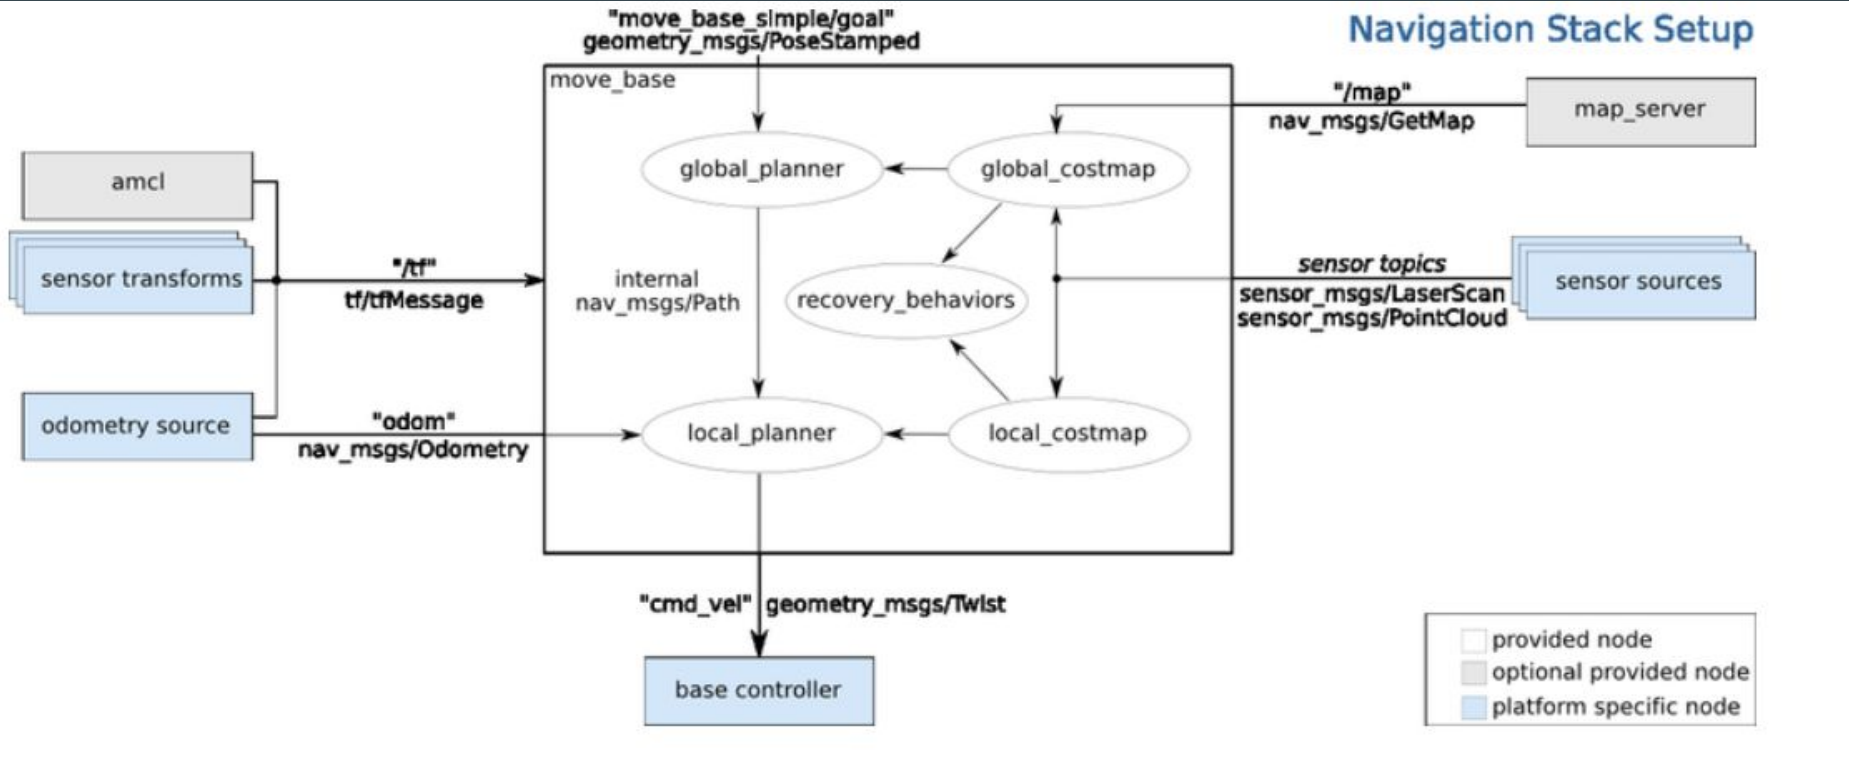 "move_base_simple/goal"
geometry_msgs/PoseStamped
Navigation Stack Setup
move_base
"/map"
nav_msgs/GetMap
map_server
amcl
global_planner
global_costmap
sensor transforms
"/tf"
tf/tfMessage
internal
nav_msgs/Path
recovery_behaviors
sensor topics
sensor_msgs/LaserScan
sensor_msgs/PointCloud
sensor sources
odometry source
"odom"
nav_msgs/Odometry
local_planner
local_costmap
"cmd_vel" geometry_msgs/Twist
base controller
provided node
optional provided node
platform specific node